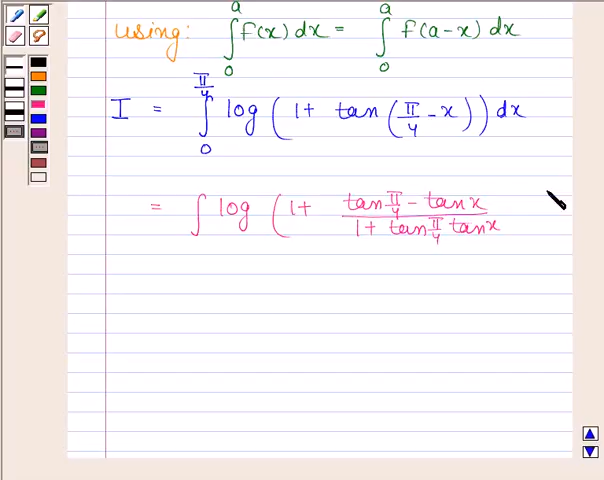 using: ∫₀ᵃ f(x) dx = ∫₀ᵃ f(a-x) dx
I = ∫₀^(π/4) log (1+ tan (π/4 - x)) dx
= ∫ log (1+ (tan π/4 - tan x)/(1+ tan π/4 tan x)